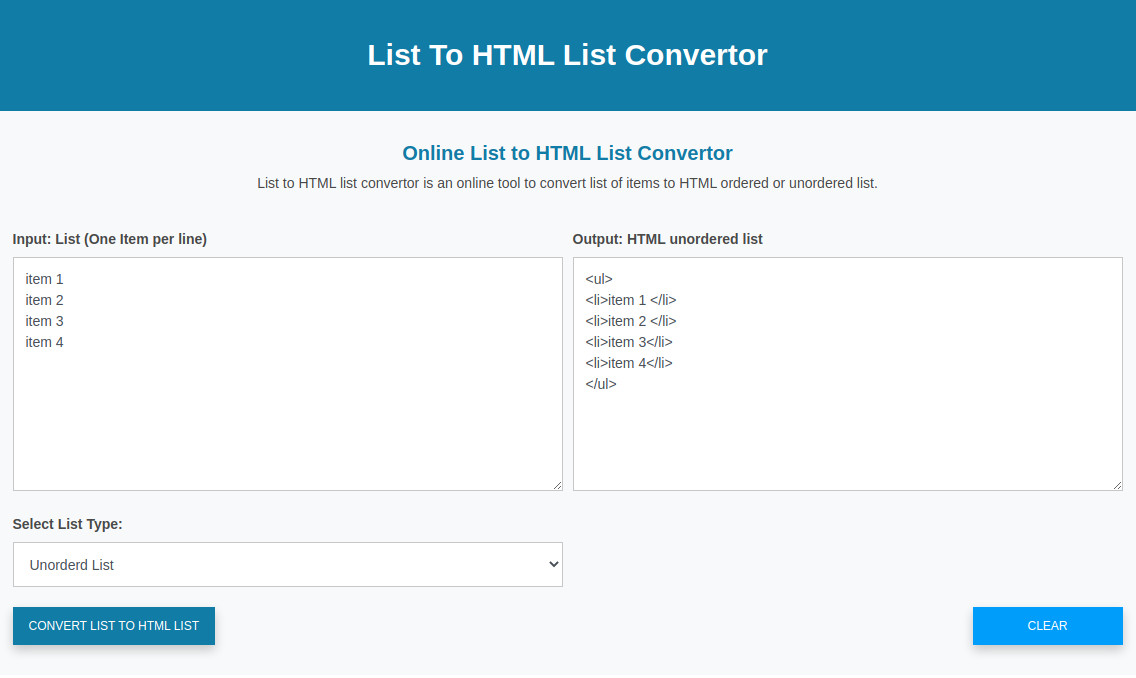 List To HTML List Convertor
Online List to HTML List Convertor
List to HTML list convertor is an online tool to convert list of items to HTML ordered or unordered list.
Input: List (One Item per line)
item 1
item 2
item 3
item 4
Output: HTML unordered list
<ul>
<li>item 1 </li>
<li>item 2 </li>
<li>item 3</li>
<li>item 4</li>
</ul>
Select List Type:
Unorderd List
CONVERT LIST TO HTML LIST
CLEAR